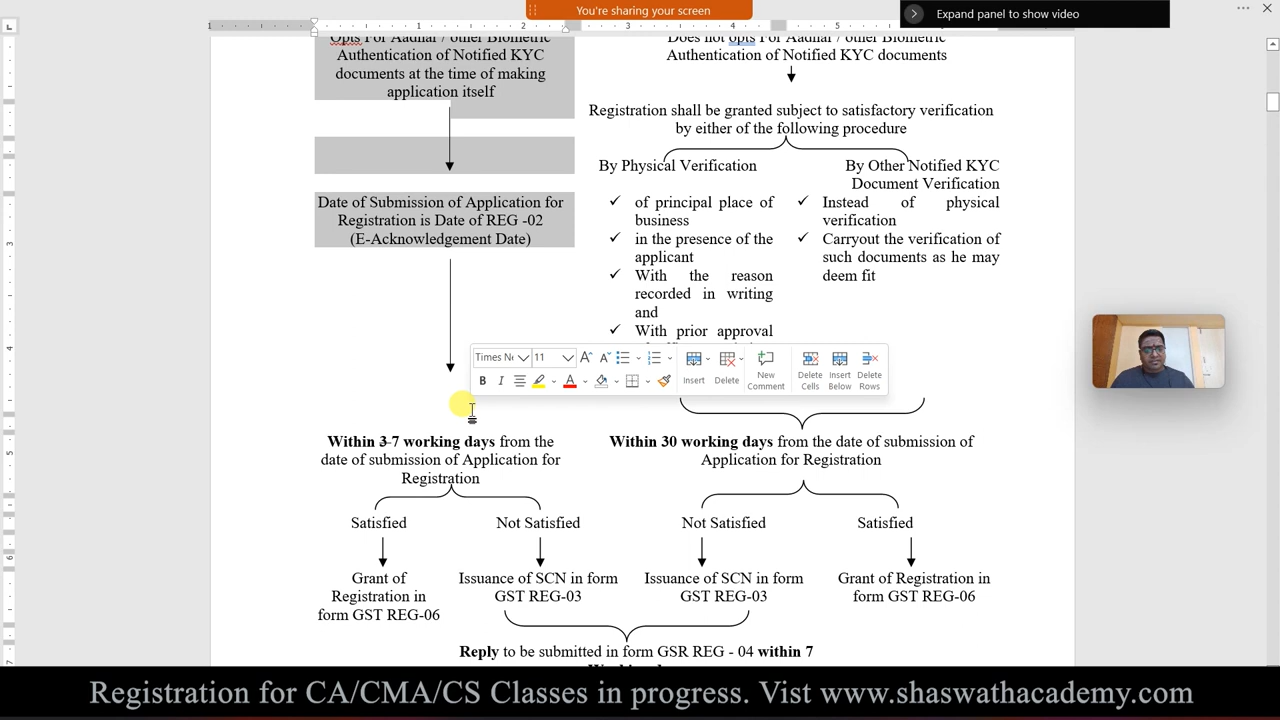 You're sharing your screen
Expand panel to show video
Opts For Aadhar / other Biometric
Authentication of Notified KYC
documents at the time of making
application itself
Does not opts For Aadhar / other Biometric
Authentication of Notified KYC documents
Registration shall be granted subject to satisfactory verification
by either of the following procedure
By Physical Verification
By Other Notified KYC
Document Verification
Date of Submission of Application for
Registration is Date of REG -02
(E-Acknowledgement Date)
✓ of principal place of
business
✓ in the presence of the
applicant
✓ With the reason
recorded in writing
and
✓ With prior approval
✓ Instead of physical
verification
✓ Carryout the verification of
such documents as he may
deem fit
Times Ne 11
Insert Delete New Comment Delete Cells Insert Below Delete Rows
Within 3 7 working days from the
date of submission of Application for
Registration
Within 30 working days from the date of submission of
Application for Registration
Satisfied Not Satisfied Not Satisfied Satisfied
Grant of
Registration in
form GST REG-06
Issuance of SCN in form
GST REG-03
Issuance of SCN in form
GST REG-03
Grant of Registration in
form GST REG-06
Reply to be submitted in form GSR REG - 04 within 7
Registration for CA/CMA/CS Classes in progress. Vist www.shaswathacademy.com